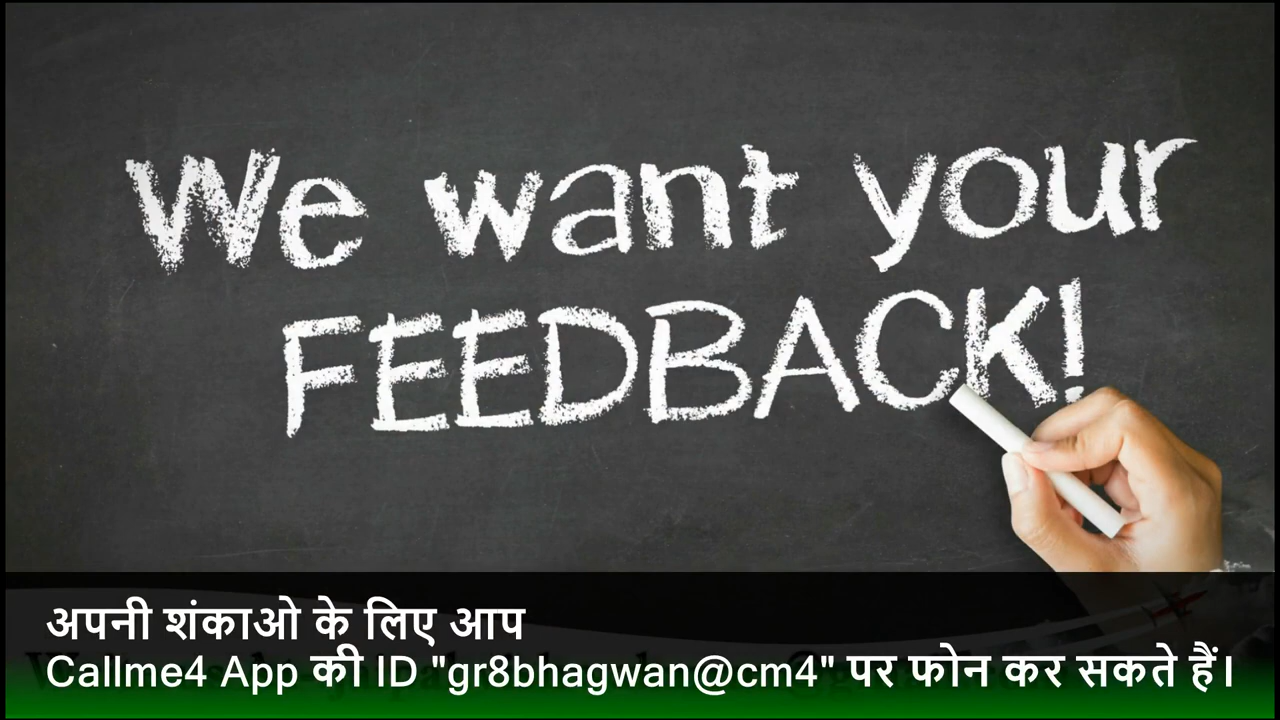 We want your
FEEDBACK!
अपनी शंकाओ के लिए आप
Callme4 App की ID "gr8bhagwan@cm4" पर फोन कर सकते हैं।